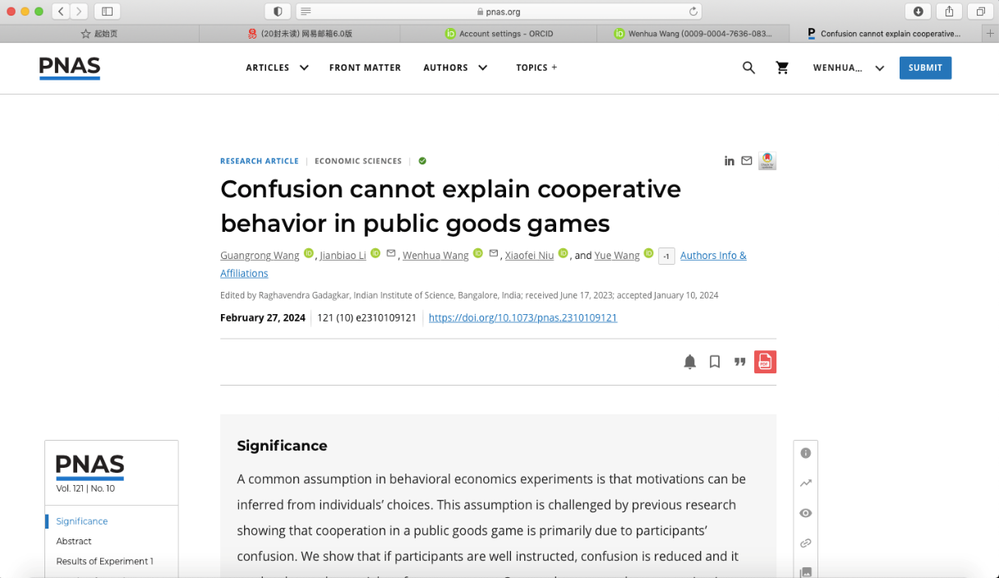 pnas.org
起始页
(20封未读) 网易邮箱6.0版
Account settings - ORCID
Wenhua Wang (0009-0004-7636-083...
Confusion cannot explain cooperative...
PNAS
ARTICLES
FRONT MATTER
AUTHORS
TOPICS +
WENHUA...
SUBMIT
RESEARCH ARTICLE | ECONOMIC SCIENCES |
Confusion cannot explain cooperative
behavior in public goods games
Guangrong Wang iD, Jianbiao Li iD, Wenhua Wang iD, Xiaofei Niu iD, and Yue Wang iD -1 Authors Info &
Affiliations
Edited by Raghavendra Gadagkar, Indian Institute of Science, Bangalore, India; received June 17, 2023; accepted January 10, 2024
February 27, 2024 | 121 (10) e2310109121 | https://doi.org/10.1073/pnas.2310109121
PDF
Significance
A common assumption in behavioral economics experiments is that motivations can be
inferred from individuals’ choices. This assumption is challenged by previous research
showing that cooperation in a public goods game is primarily due to participants’
confusion. We show that if participants are well instructed, confusion is reduced and it
PNAS
Vol. 121 | No. 10
Significance
Abstract
Results of Experiment 1